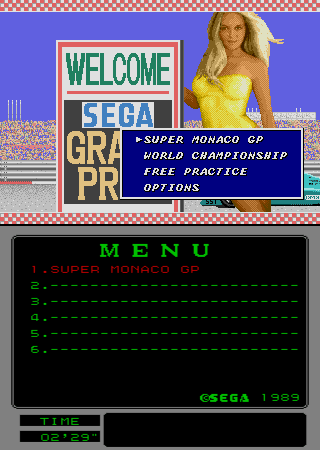 WELCOME
SEGA
GRA
PR
►SUPER MONACO GP
WORLD CHAMPIONSHIP
FREE PRACTICE
OPTIONS
MENU
1.SUPER MONACO GP
2.
3.
4.
5.
6.
©SEGA 1989
TIME
02'29"